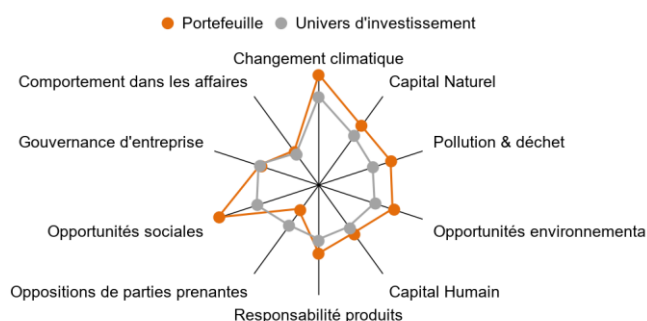 Portefeuille Univers d'investissement
Changement climatique
Comportement dans les affaires
Capital Naturel
Gouvernance d'entreprise
Pollution & déchet
Opportunités sociales
Opportunités environnementa
Oppositions de parties prenantes
Capital Humain
Responsabilité produits